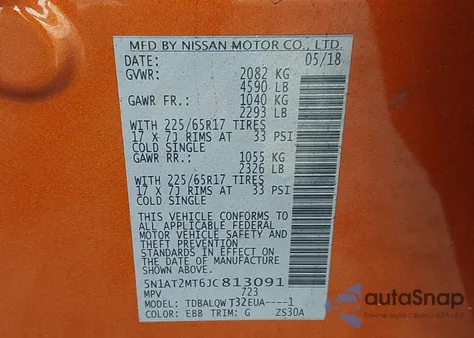 MFD BY NISSAN MOTOR CO., LTD.
DATE: 05/18
GVWR: 2082 KG
4590 LB
GAWR FR.: 1040 KG
2293 LB
WITH 225/65R17 TIRES
17 X 7J RIMS AT 33 PSI
COLD SINGLE
GAWR RR.: 1055 KG
2326 LB
WITH 225/65R17 TIRES
17 X 7J RIMS AT 33 PSI
COLD SINGLE
THIS VEHICLE CONFORMS TO
ALL APPLICABLE FEDERAL
MOTOR VEHICLE SAFETY AND
THEFT PREVENTION
STANDARDS IN EFFECT ON
THE DATE OF MANUFACTURE
SHOWN ABOVE.
5N1AT2MT6JC813091
MPV 723
MODEL: TDBALQWT32EUA----1
COLOR: EBB TRIM: G ZS30A
autoSnap